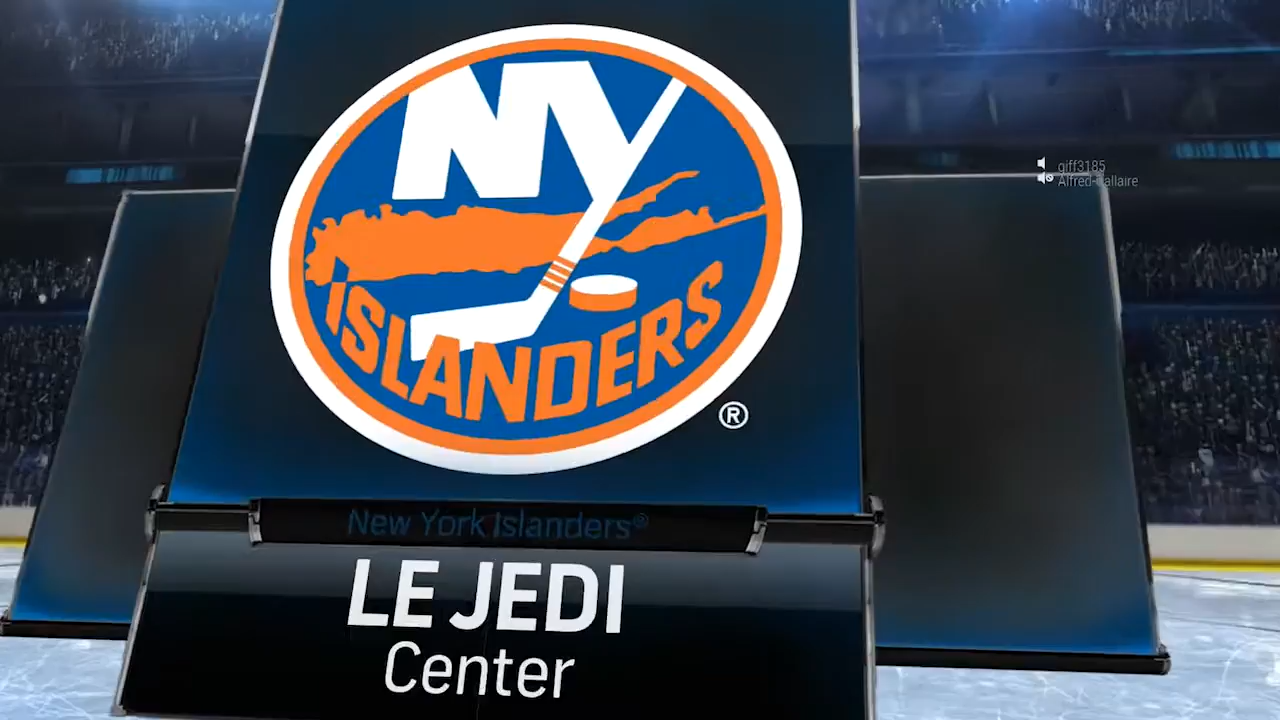 NY
ISLANDERS
®
giff3185
New York Islanders®
LE JEDI
Center